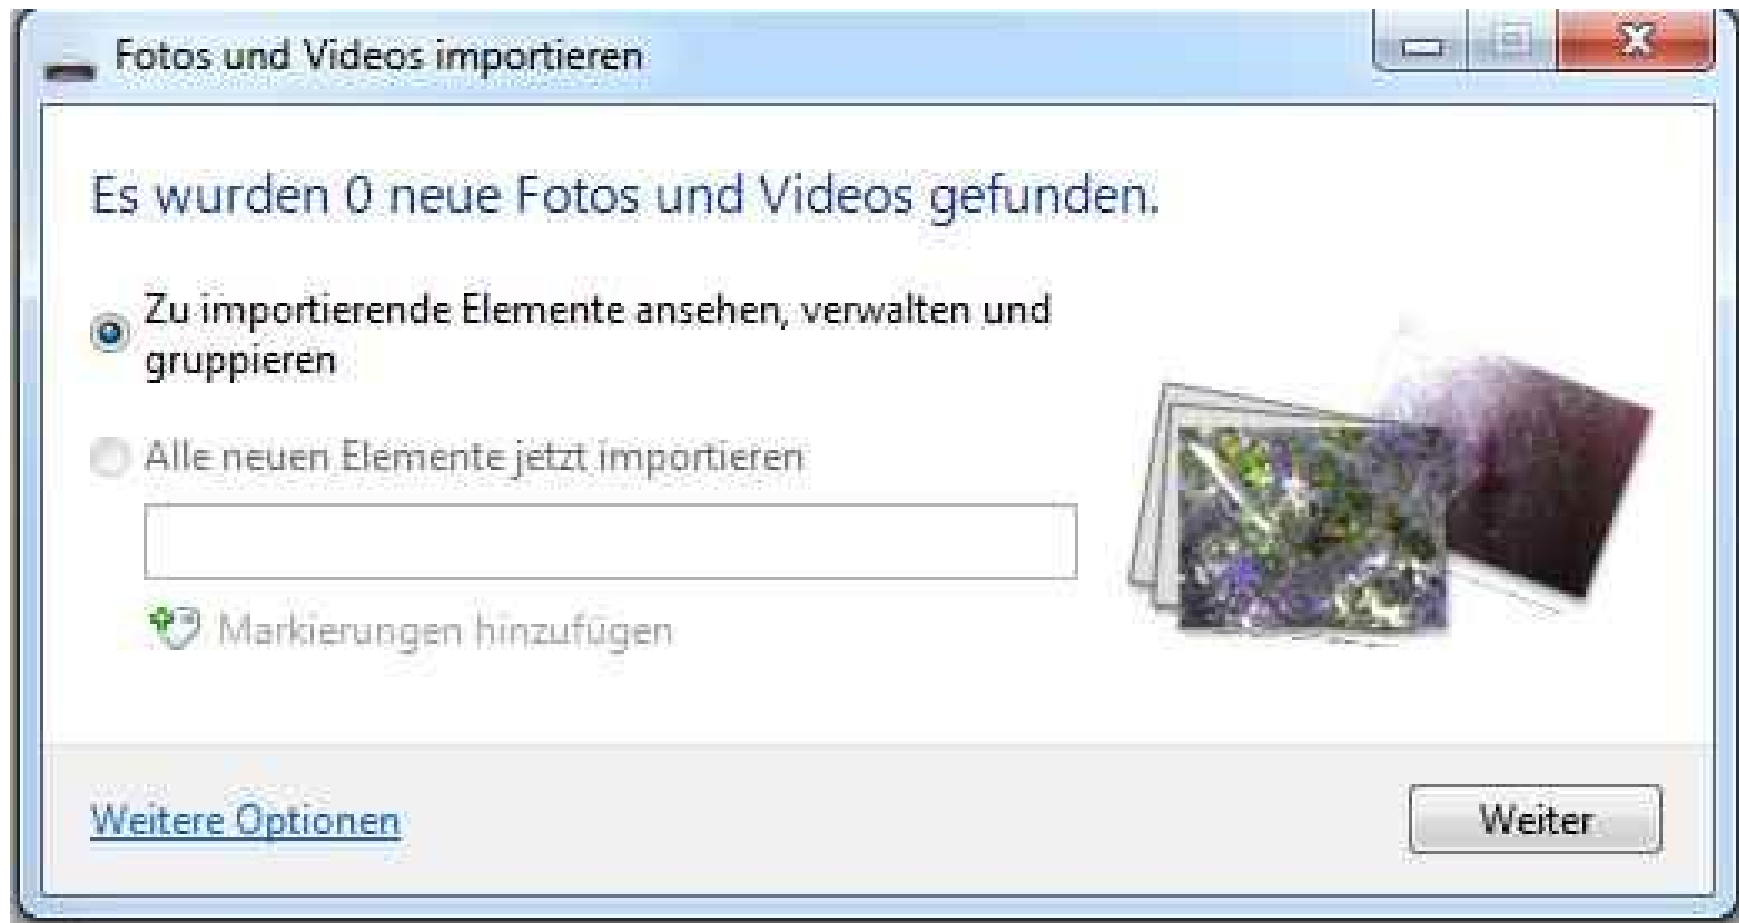 Fotos und Videos importieren
Es wurden 0 neue Fotos und Videos gefunden.
Zu importierende Elemente ansehen, verwalten und
gruppieren
Alle neuen Elemente jetzt importieren
Markierungen hinzufügen
Weitere Optionen
Weiter